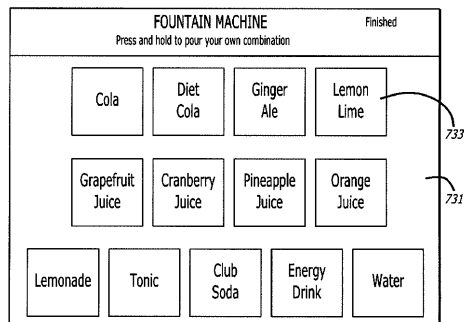 FOUNTAIN MACHINE
Finished
Press and hold to pour your own combination
Cola
Diet
Cola
Ginger
Ale
Lemon
Lime
733
Grapefruit
Juice
Cranberry
Juice
Pineapple
Juice
Orange
Juice
731
Lemonade
Tonic
Club
Soda
Energy
Drink
Water